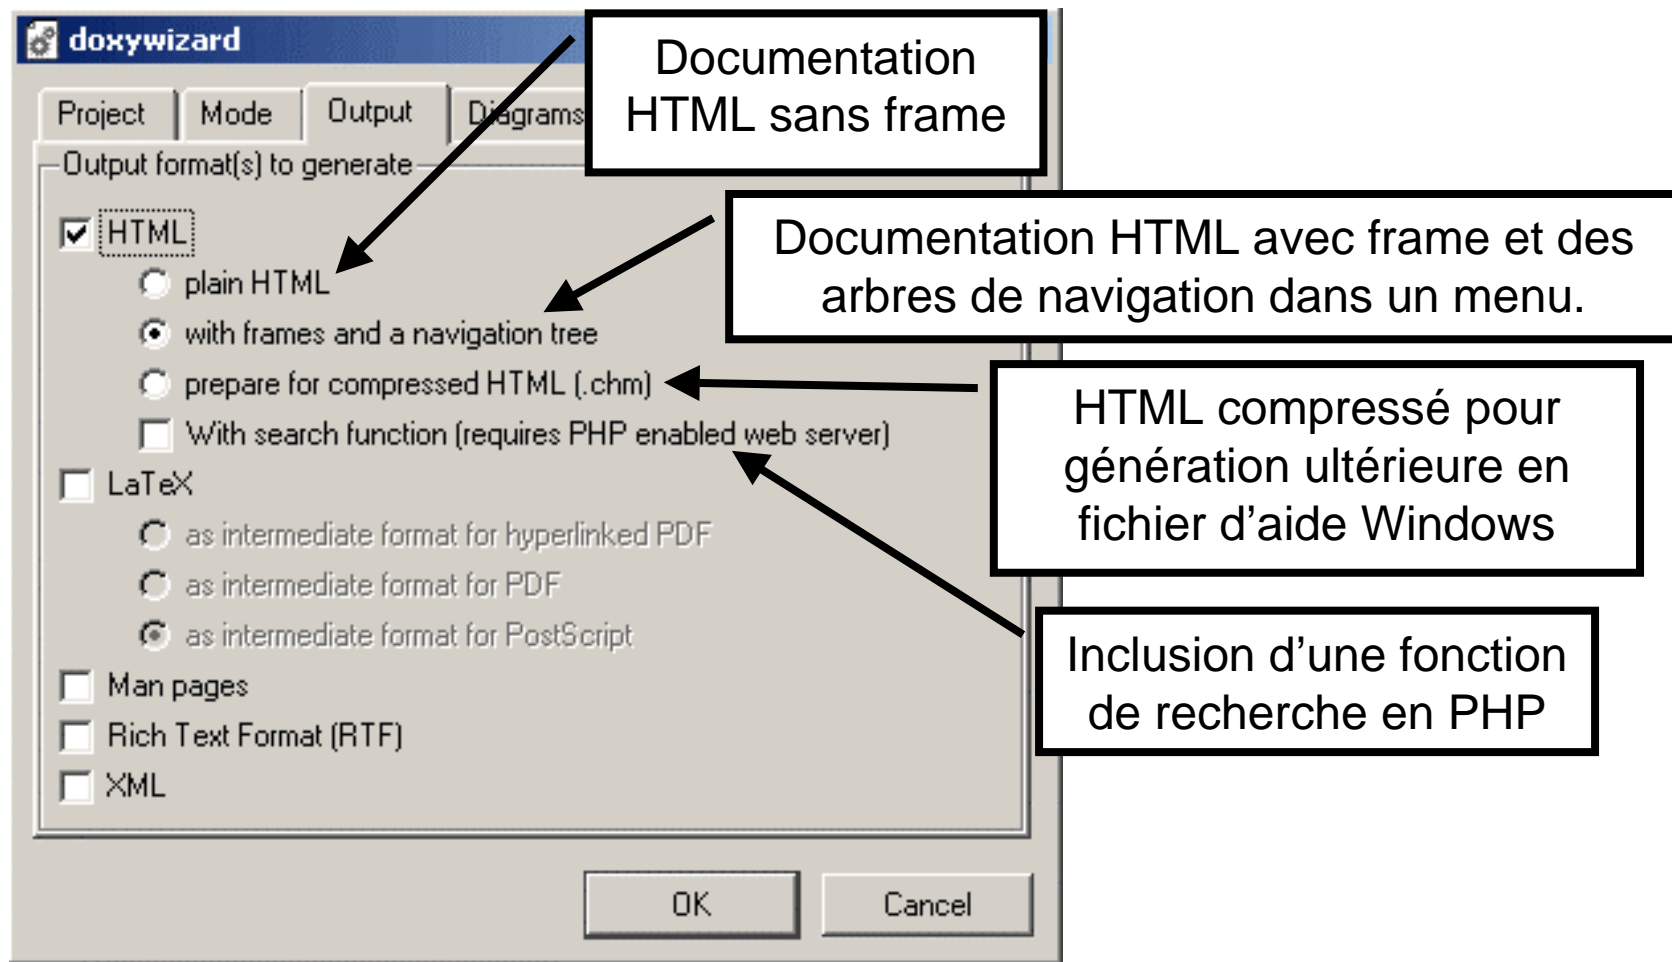 doxywizard
Documentation
HTML sans frame
Project Mode Output Diagrams
Output format(s) to generate
HTML
Documentation HTML avec frame et des
arbres de navigation dans un menu.
plain HTML
with frames and a navigation tree
prepare for compressed HTML (.chm)
HTML compressé pour
génération ultérieure en
fichier d’aide Windows
With search function (requires PHP enabled web server)
LaTeX
as intermediate format for hyperlinked PDF
as intermediate format for PDF
as intermediate format for PostScript
Inclusion d’une fonction
de recherche en PHP
Man pages
Rich Text Format (RTF)
XML
OK Cancel